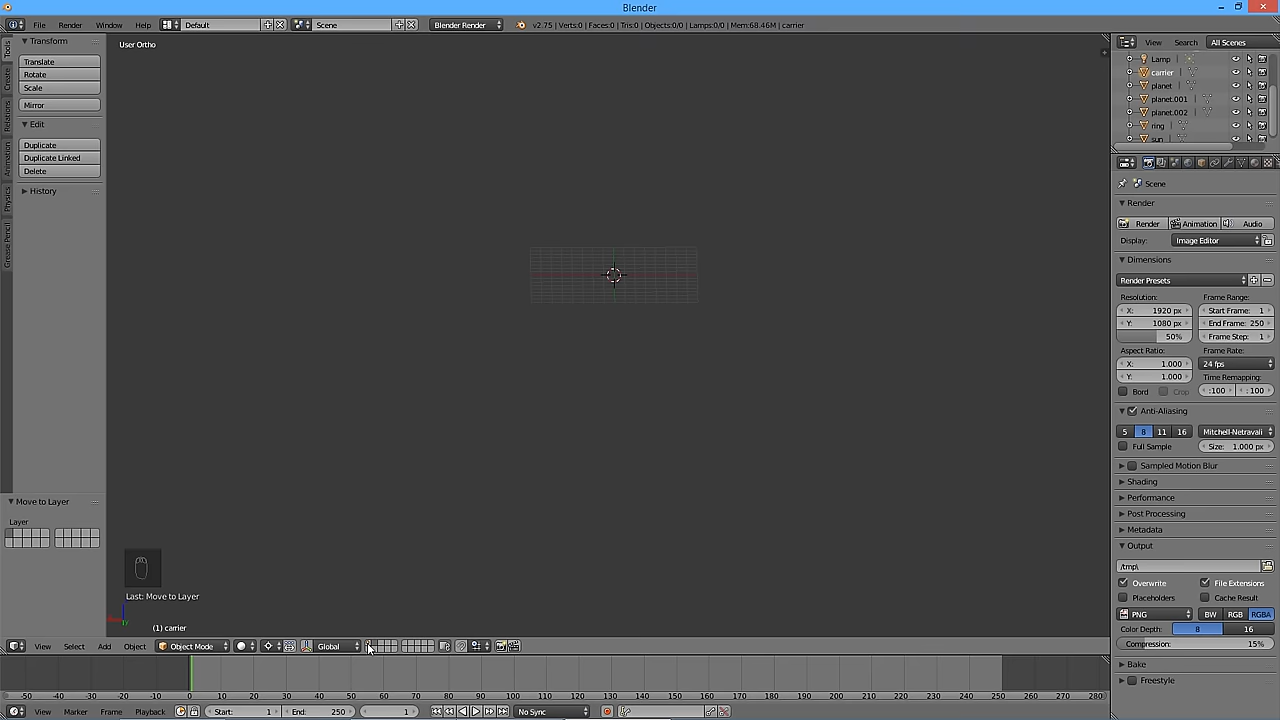 Blender
File Render Window Help Default Scene Blender Render v2.75 | Verts:0 | Faces:0 | Tris:0 | Objects:0/0 | Lamps:0/0 | Mem:68.46M | carrier
Transform
Translate
Rotate
Scale
Mirror
Edit
Duplicate
Duplicate Linked
Delete
History
Tools
Create
Relations
Animation
Physics
Grease Pencil
Move to Layer
Layer
User Ortho
Last: Move to Layer
(1) carrier
View Select Add Object Object Mode Global
-50 -40 -30 -20 -10 0 10 20 30 40 50 60 70 80 90 100 110 120 130 140 150 160 170 180 190 200 210 220 230 240 250 260 270 280
View Marker Frame Playback Start: 1 End: 250 1 No Sync
View Search All Scenes
Lamp
carrier
planet
planet.001
planet.002
ring
sun
Scene
Render
Render Animation Audio
Display: Image Editor
Dimensions
Render Presets
Resolution: Frame Range:
X: 1920 px Start Frame: 1
Y: 1080 px End Frame: 250
50% Frame Step: 1
Aspect Ratio: Frame Rate:
X: 1.000 24 fps
Y: 1.000 Time Remapping:
Bord Crop :100 : 100
Anti-Aliasing
5 8 11 16 Mitchell-Netravali
Full Sample Size: 1.000 px
Sampled Motion Blur
Shading
Performance
Post Processing
Metadata
Output
/tmp\
Overwrite File Extensions
Placeholders Cache Result
PNG BW RGB RGBA
Color Depth: 8 16
Compression: 15%
Bake
Freestyle